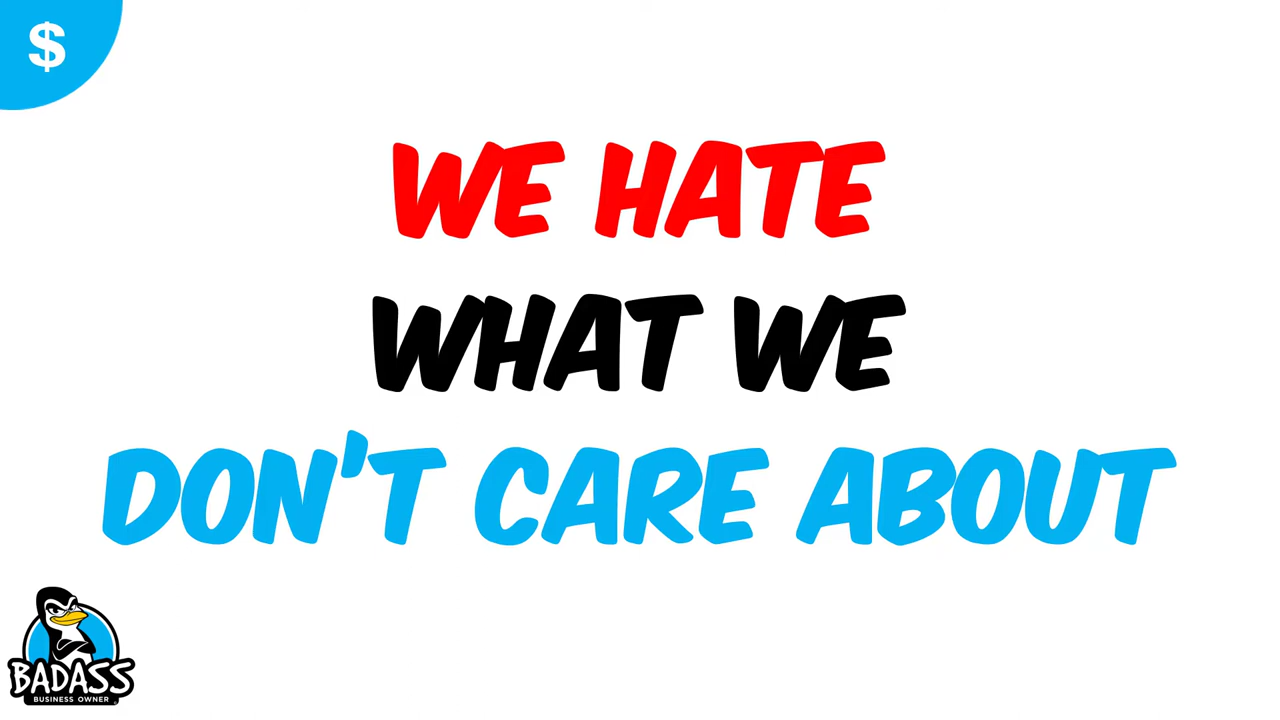 $
WE HATE
WHAT WE
DON'T CARE ABOUT
BADASS
BUSINESS OWNER